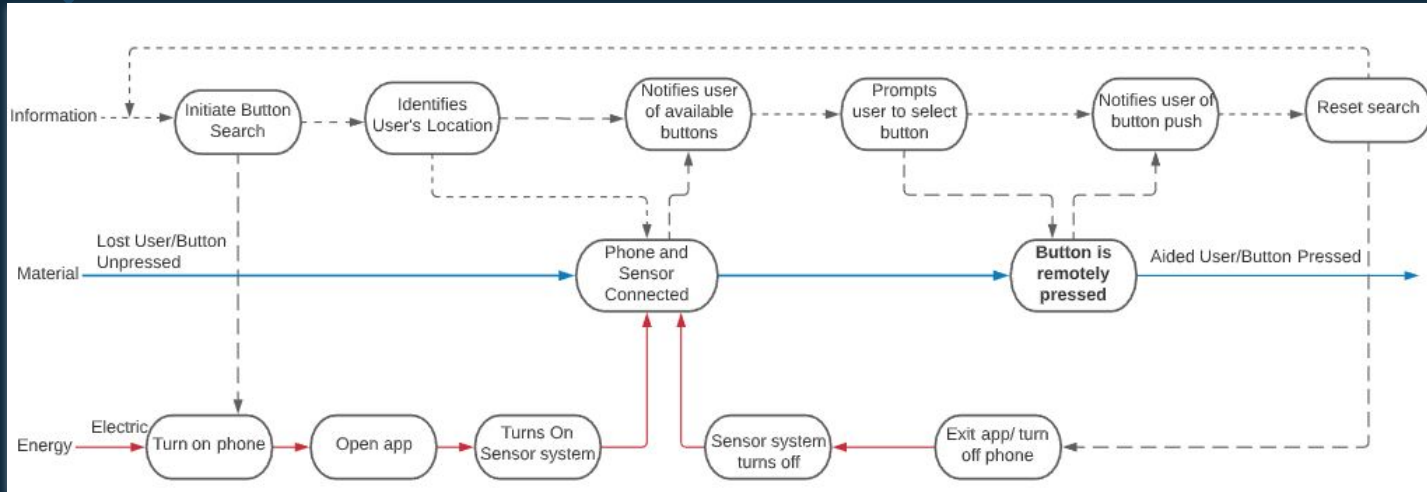 Information
Initiate Button
Search
Identifies
User's Location
Notifies user
of available
buttons
Prompts
user to select
button
Notifies user of
button push
Reset search
Material
Lost User/Button
Unpressed
Phone and
Sensor
Connected
Button is
remotely
pressed
Aided User/Button Pressed
Energy
Electric
Turn on phone
Open app
Turns On
Sensor system
Sensor system
turns off
Exit app/ turn
off phone